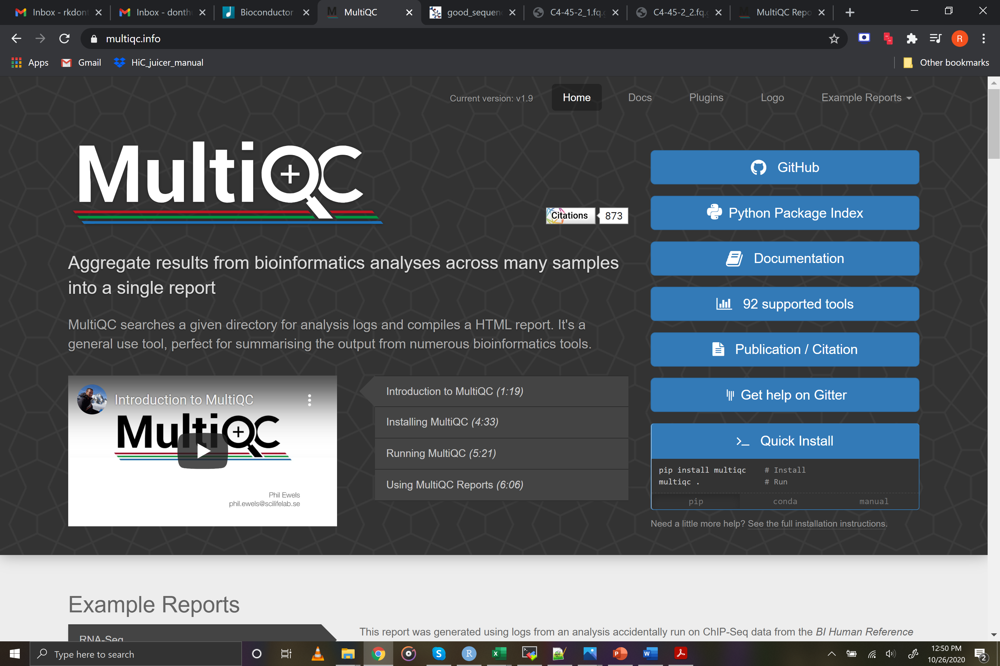 Inbox - rkdont
Inbox - donth
Bioconductor
MultiQC
good_sequen
C4-45-2_1.fq.g
C4-45-2_2.fq.g
MultiQC Repo
multiqc.info
R
Apps
Gmail
HiC_juicer_manual
Other bookmarks
Current version: v1.9
Home
Docs
Plugins
Logo
Example Reports
MultiQC
Citations
873
Aggregate results from bioinformatics analyses across many samples
into a single report
MultiQC searches a given directory for analysis logs and compiles a HTML report. It's a
general use tool, perfect for summarising the output from numerous bioinformatics tools.
Introduction to MultiQC
MultiQC
Phil Ewels
phil.ewels@scilifelab.se
Introduction to MultiQC (1:19)
Installing MultiQC (4:33)
Running MultiQC (5:21)
Using MultiQC Reports (6:06)
GitHub
Python Package Index
Documentation
92 supported tools
Publication / Citation
Get help on Gitter
>_ Quick Install
pip install multiqc # Install
multiqc . # Run
pip
conda
manual
Need a little more help? See the full installation instructions.
Example Reports
RNA-Seq
This report was generated using logs from an analysis accidentally run on ChIP-Seq data from the BI Human Reference
Type here to search
12:50 PM
10/26/2020
2